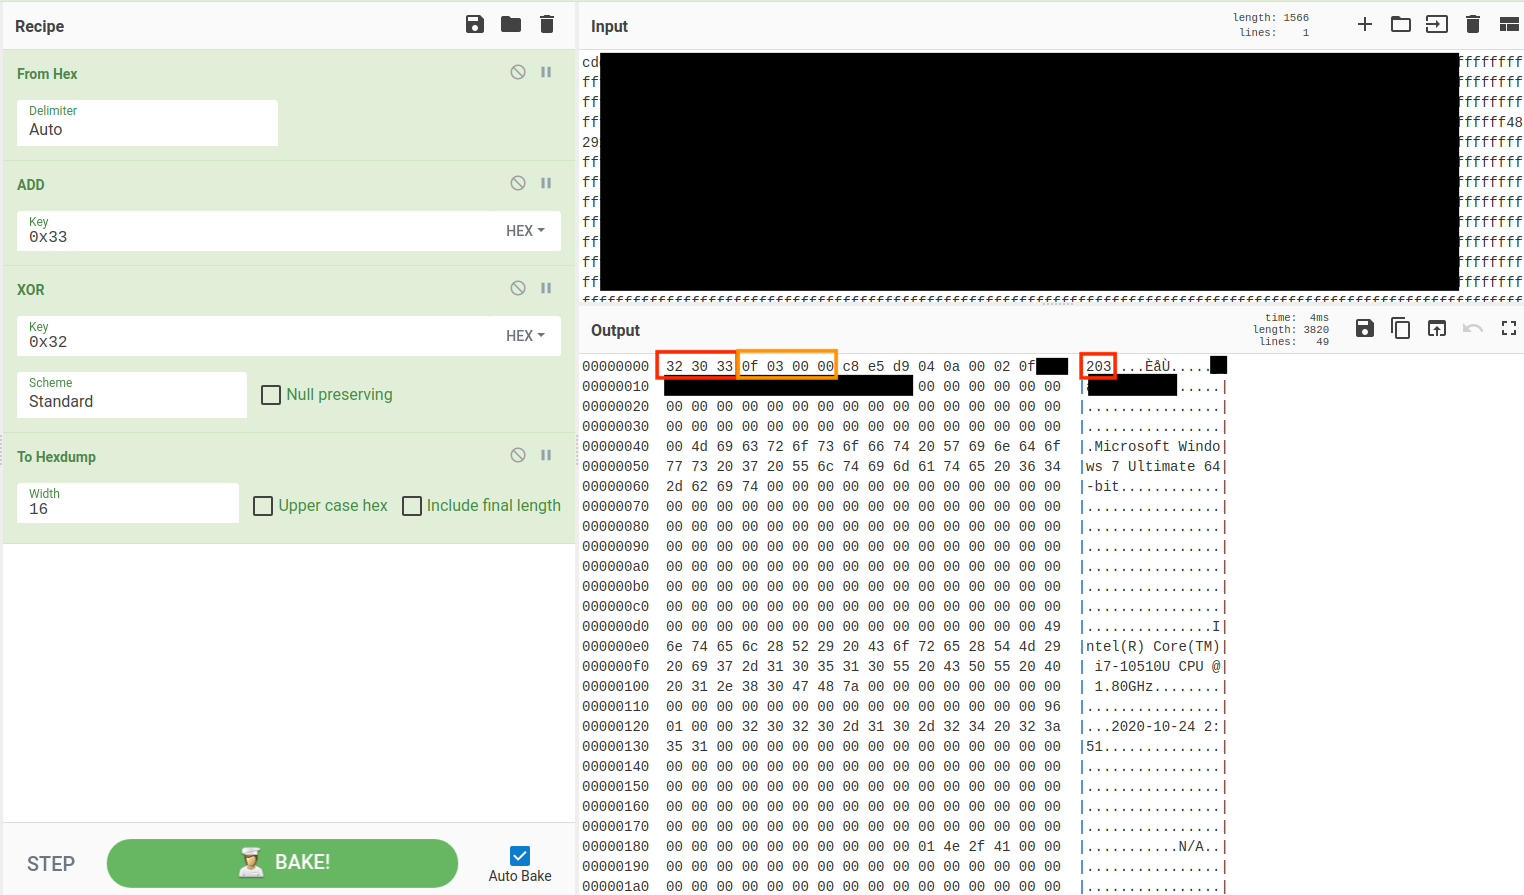 Recipe
From Hex
Delimiter
Auto
ADD
Key
0x33
HEX
XOR
Key
0x32
HEX
Scheme
Standard
Null preserving
To Hexdump
Width
16
Upper case hex
Include final length
STEP
BAKE!
Auto Bake
Input
length: 1566
lines: 1
cd ffffffff
ff ffffffff
ff ffffffff
ff ffffff48
29 ffffffff
ff ffffffff
ff ffffffff
ff ffffffff
ff ffffffff
ff ffffffff
ff ffffffff
ff ffffffff
Output
time: 4ms
length: 3820
lines: 49
00000000 32 30 33 0f 03 00 00 c8 e5 d9 04 0a 00 02 0f 203....ÈåÙ.....
00000010 00 00 00 00 00 00 |.....|
00000020 00 00 00 00 00 00 00 00 00 00 00 00 00 00 00 00 |................|
00000030 00 00 00 00 00 00 00 00 00 00 00 00 00 00 00 00 |................|
00000040 00 4d 69 63 72 6f 73 6f 66 74 20 57 69 6e 64 6f |.Microsoft Windo|
00000050 77 73 20 37 20 55 6c 74 69 6d 61 74 65 20 36 34 |ws 7 Ultimate 64|
00000060 2d 62 69 74 00 00 00 00 00 00 00 00 00 00 00 00 |-bit............|
00000070 00 00 00 00 00 00 00 00 00 00 00 00 00 00 00 00 |................|
00000080 00 00 00 00 00 00 00 00 00 00 00 00 00 00 00 00 |................|
00000090 00 00 00 00 00 00 00 00 00 00 00 00 00 00 00 00 |................|
000000a0 00 00 00 00 00 00 00 00 00 00 00 00 00 00 00 00 |................|
000000b0 00 00 00 00 00 00 00 00 00 00 00 00 00 00 00 00 |................|
000000c0 00 00 00 00 00 00 00 00 00 00 00 00 00 00 00 00 |................|
000000d0 00 00 00 00 00 00 00 00 00 00 00 00 00 00 00 49 |...............I|
000000e0 6e 74 65 6c 28 52 29 20 43 6f 72 65 28 54 4d 29 |ntel(R) Core(TM)|
000000f0 20 69 37 2d 31 30 35 31 30 55 20 43 50 55 20 40 | i7-10510U CPU @|
00000100 20 31 2e 38 30 47 48 7a 00 00 00 00 00 00 00 00 | 1.80GHz........|
00000110 00 00 00 00 00 00 00 00 00 00 00 00 00 00 00 96 |................|
00000120 01 00 00 32 30 32 30 2d 31 30 2d 32 34 20 32 3a |...2020-10-24 2:|
00000130 35 31 00 00 00 00 00 00 00 00 00 00 00 00 00 00 |51..............|
00000140 00 00 00 00 00 00 00 00 00 00 00 00 00 00 00 00 |................|
00000150 00 00 00 00 00 00 00 00 00 00 00 00 00 00 00 00 |................|
00000160 00 00 00 00 00 00 00 00 00 00 00 00 00 00 00 00 |................|
00000170 00 00 00 00 00 00 00 00 00 00 00 00 00 00 00 00 |................|
00000180 00 00 00 00 00 00 00 00 00 00 01 4e 2f 41 00 00 |...........N/A..|
00000190 00 00 00 00 00 00 00 00 00 00 00 00 00 00 00 00 |................|
000001a0 00 00 00 00 00 00 00 00 00 00 00 00 00 00 00 00 |................|